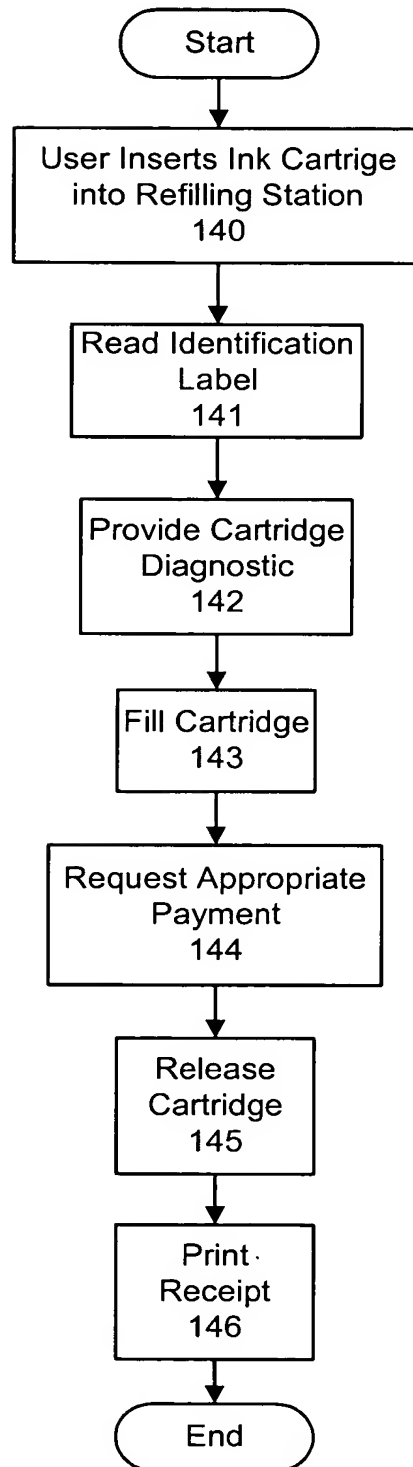 Start
User Inserts Ink Cartrige
into Refilling Station
140
Read Identification
Label
141
Provide Cartridge
Diagnostic
142
Fill Cartridge
143
Request Appropriate
Payment
144
Release
Cartridge
145
Print
Receipt
146
End